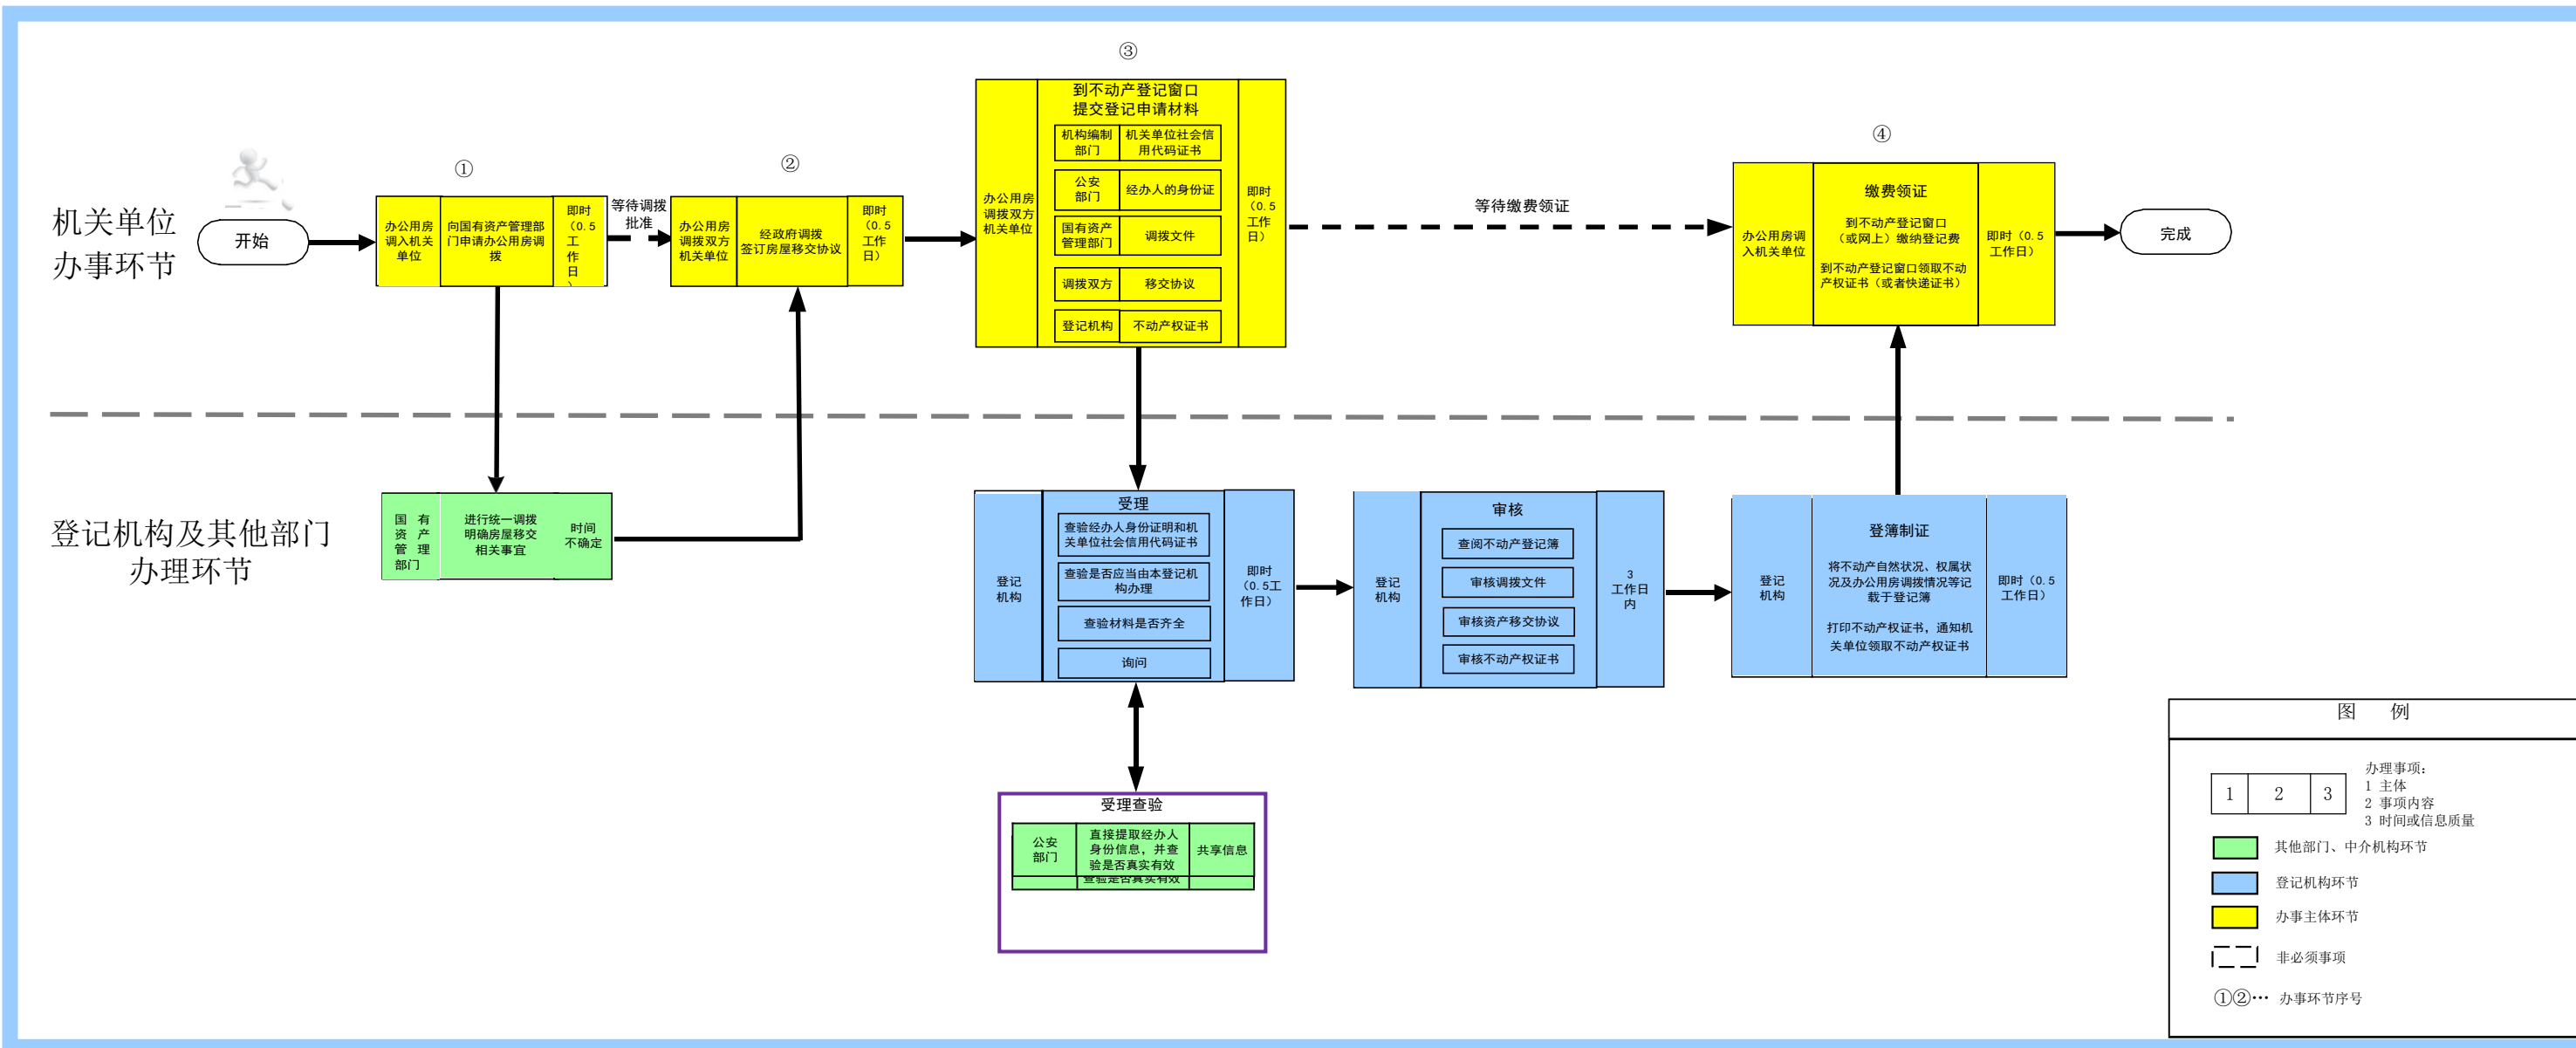 ③
到不动产登记窗口
提交登记申请材料
机构编制
部门
机关单位社会信
用代码证书
公安
部门
经办人的身份证
国有资产
管理部门
调拨文件
调拨双方
移交协议
登记机构
不动产权证书
办公用房
调拨双方
机关单位
即时
（0.5
工作
日）
机关单位
办事环节
开始
①
办公用房
调入机关
单位
向国有资产管理部
门申请办公用房调
拨
即时
（0.5
工
作
日
等待调拨
批准
②
办公用房
调拨双方
机关单位
经政府调拨
签订房屋移交协议
即时
（0.5
工作
日）
等待缴费领证
④
办公用房调
入机关单位
缴费领证
到不动产登记窗口
（或网上）缴纳登记费
到不动产登记窗口领取不动
产权证书（或者快递证书）
即时（0.5
工作日）
完成
登记机构及其他部门
办理环节
国 有
资 产
管 理
部门
进行统一调拨
明确房屋移交
相关事宜
时间
不确定
登记
机构
受理
查验经办人身份证明和机
关单位社会信用代码证书
查验是否应当由本登记机
构办理
查验材料是否齐全
询问
即时
（0.5工
作日）
登记
机构
审核
查阅不动产登记簿
审核调拨文件
审核资产移交协议
审核不动产权证书
3
工作日
内
登记
机构
登簿制证
将不动产自然状况、权属状
况及办公用房调拨情况等记
载于登记簿
打印不动产权证书，通知机
关单位领取不动产权证书
即时（0.5
工作日）
受理查验
公安
部门
直接提取经办人
身份信息，并查
验是否真实有效
共享信息
查验是否真实有效
图 例
1 2 3
办理事项：
1 主体
2 事项内容
3 时间或信息质量
其他部门、中介机构环节
登记机构环节
办事主体环节
非必须事项
①②… 办事环节序号